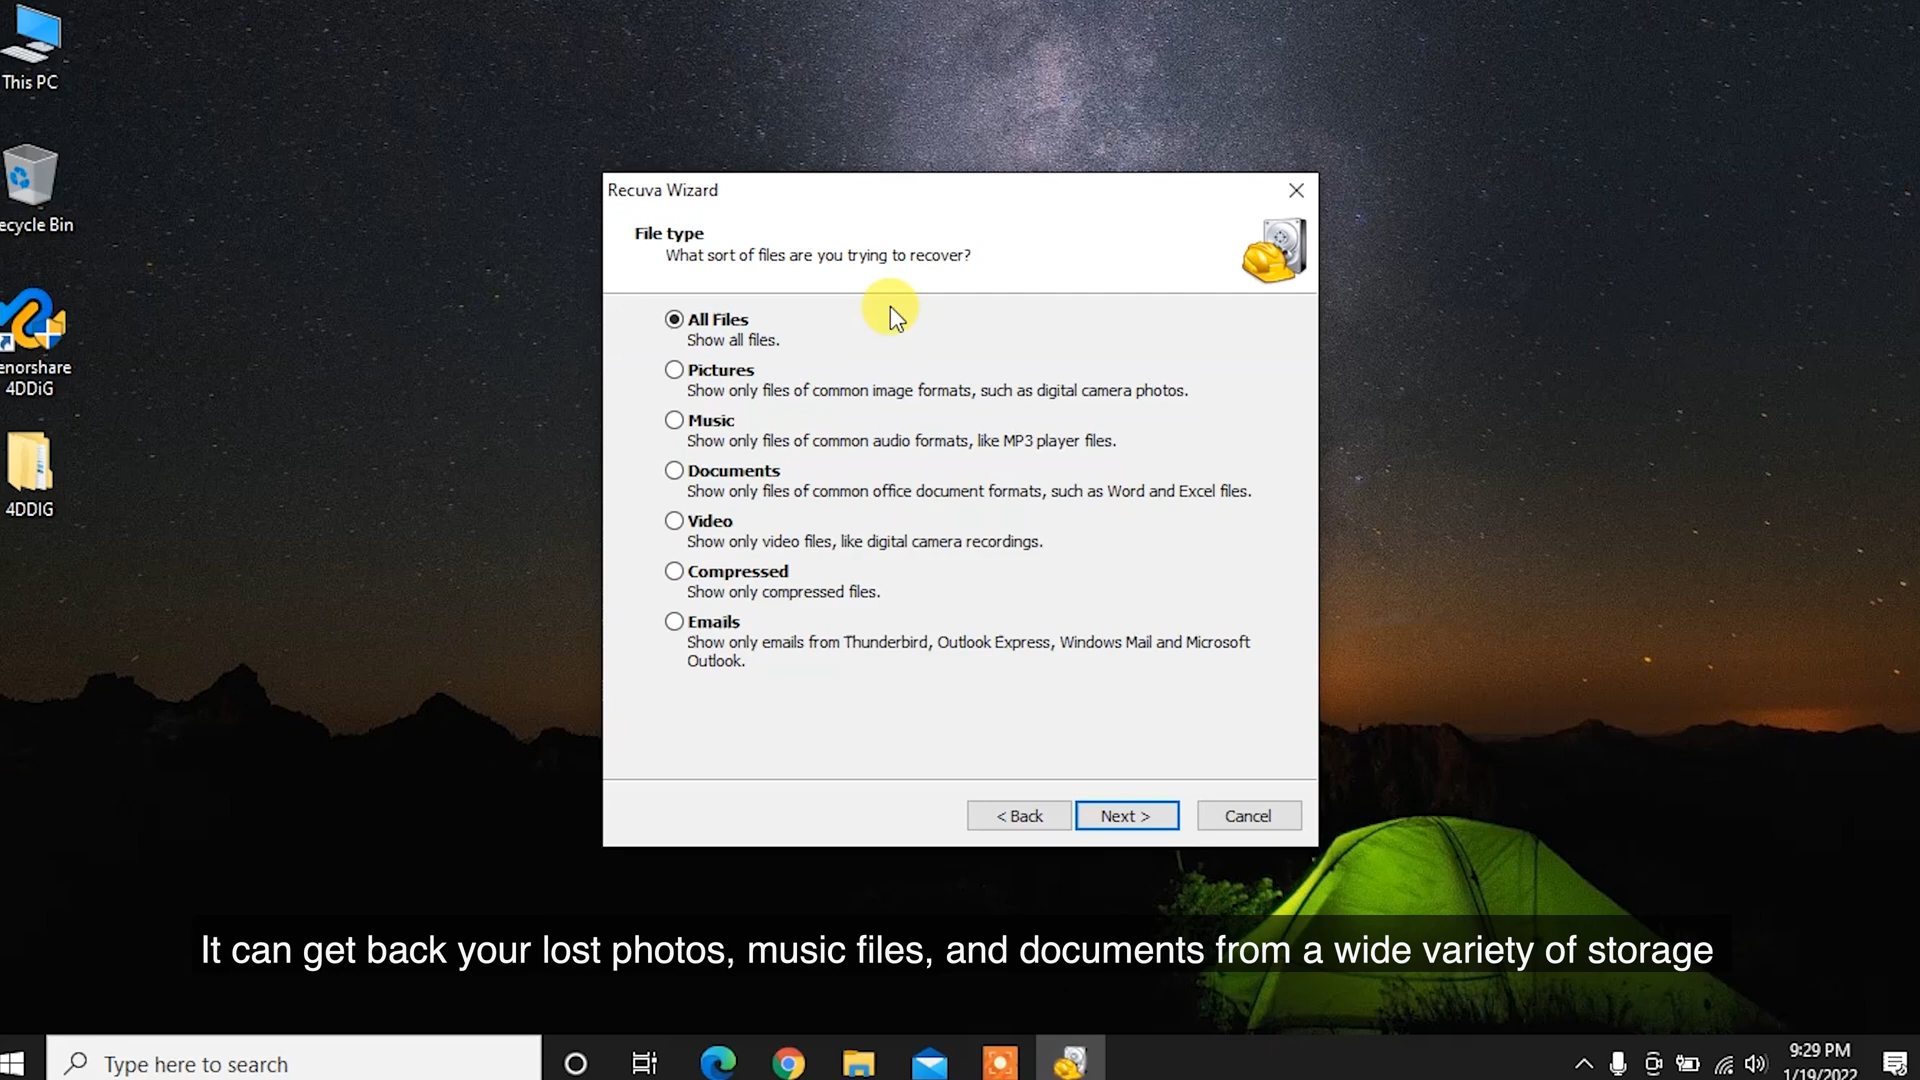 This PC
ecycle Bin
enorshare
4DDiG
4DDIG
Recuva Wizard
File type
What sort of files are you trying to recover?
All Files
Show all files.
Pictures
Show only files of common image formats, such as digital camera photos.
Music
Show only files of common audio formats, like MP3 player files.
Documents
Show only files of common office document formats, such as Word and Excel files.
Video
Show only video files, like digital camera recordings.
Compressed
Show only compressed files.
Emails
Show only emails from Thunderbird, Outlook Express, Windows Mail and Microsoft
Outlook.
< Back
Next >
Cancel
It can get back your lost photos, music files, and documents from a wide variety of storage
Type here to search
9:29 PM
1/19/2022